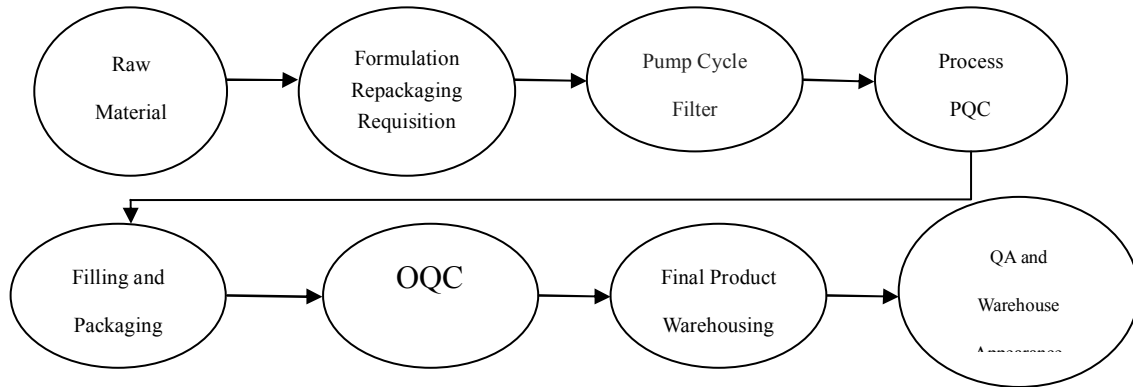 Raw
Material
Formulation
Repackaging
Requisition
Pump Cycle
Filter
Process
PQC
Filling and
Packaging
OQC
Final Product
Warehousing
QA and
Warehouse